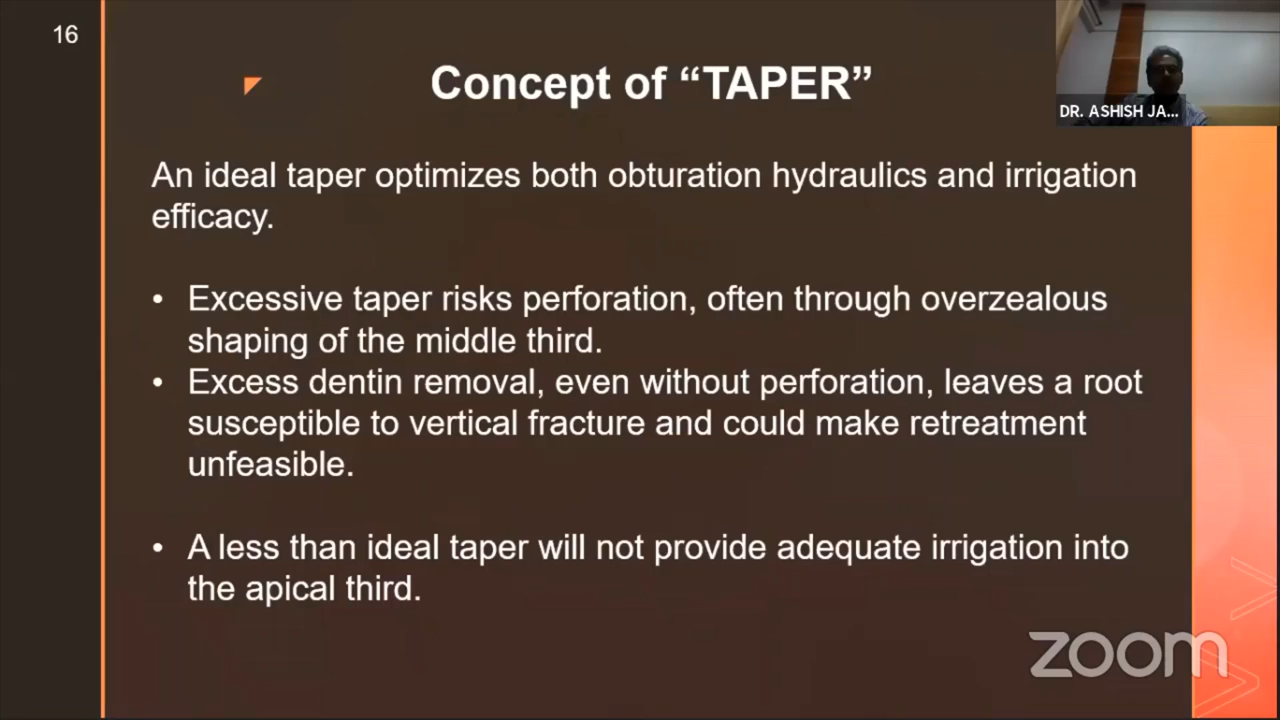 16
Concept of “TAPER”
DR. ASHISH JA...
An ideal taper optimizes both obturation hydraulics and irrigation
efficacy.
• Excessive taper risks perforation, often through overzealous
shaping of the middle third.
• Excess dentin removal, even without perforation, leaves a root
susceptible to vertical fracture and could make retreatment
unfeasible.
• A less than ideal taper will not provide adequate irrigation into
the apical third.
zoom